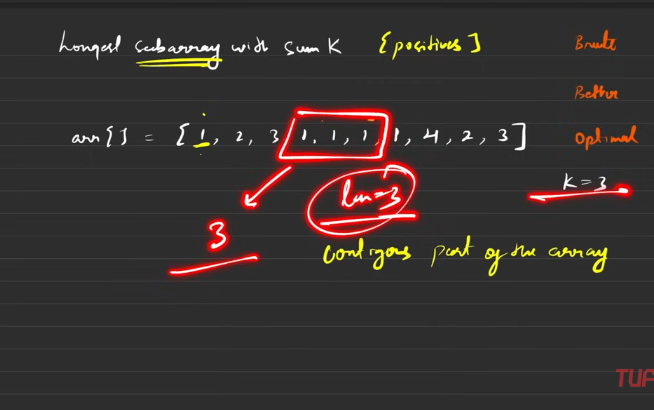 Longest subarray with sum K [positives]
Brute
Better
arr[] = [1, 2, 3, 1, 1, 1, 1, 4, 2, 3]
Optimal
K=3
len=3
3
Contigous part of the array
TUF